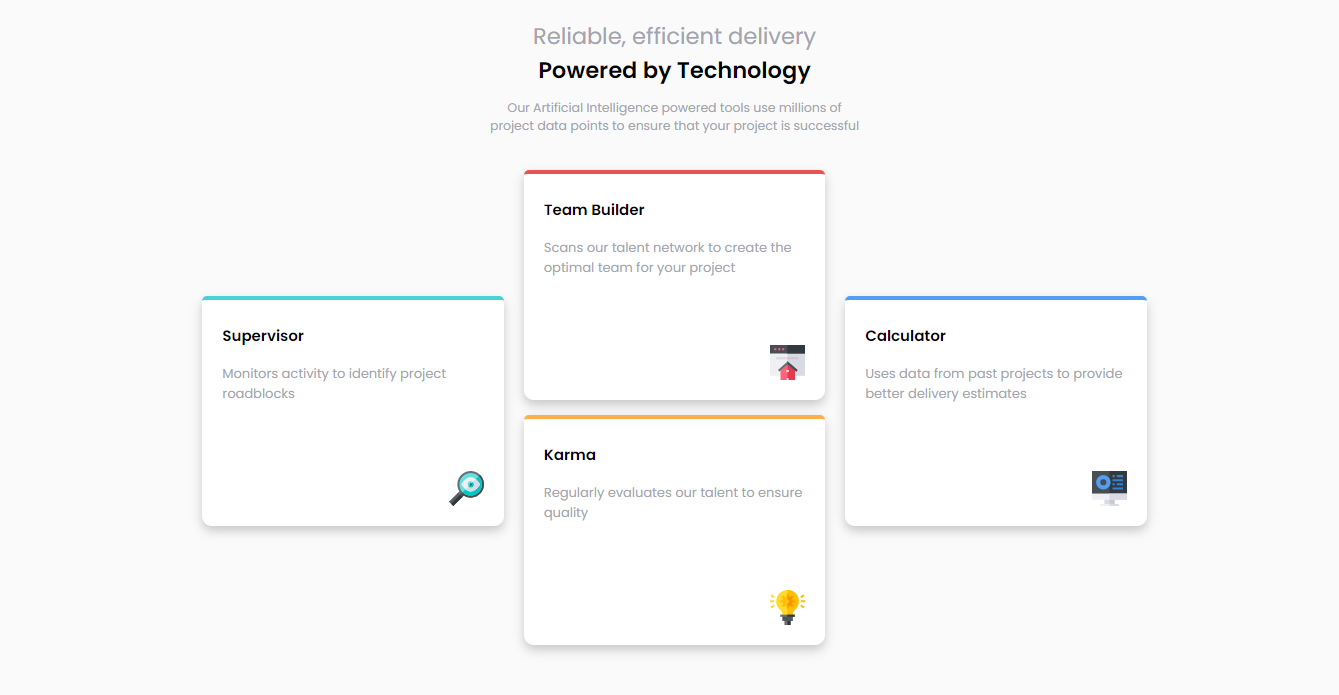 Reliable, efficient delivery
Powered by Technology
Our Artificial Intelligence powered tools use millions of
project data points to ensure that your project is successful
Team Builder
Scans our talent network to create the
optimal team for your project
Supervisor
Monitors activity to identify project
roadblocks
Calculator
Uses data from past projects to provide
better delivery estimates
Karma
Regularly evaluates our talent to ensure
quality